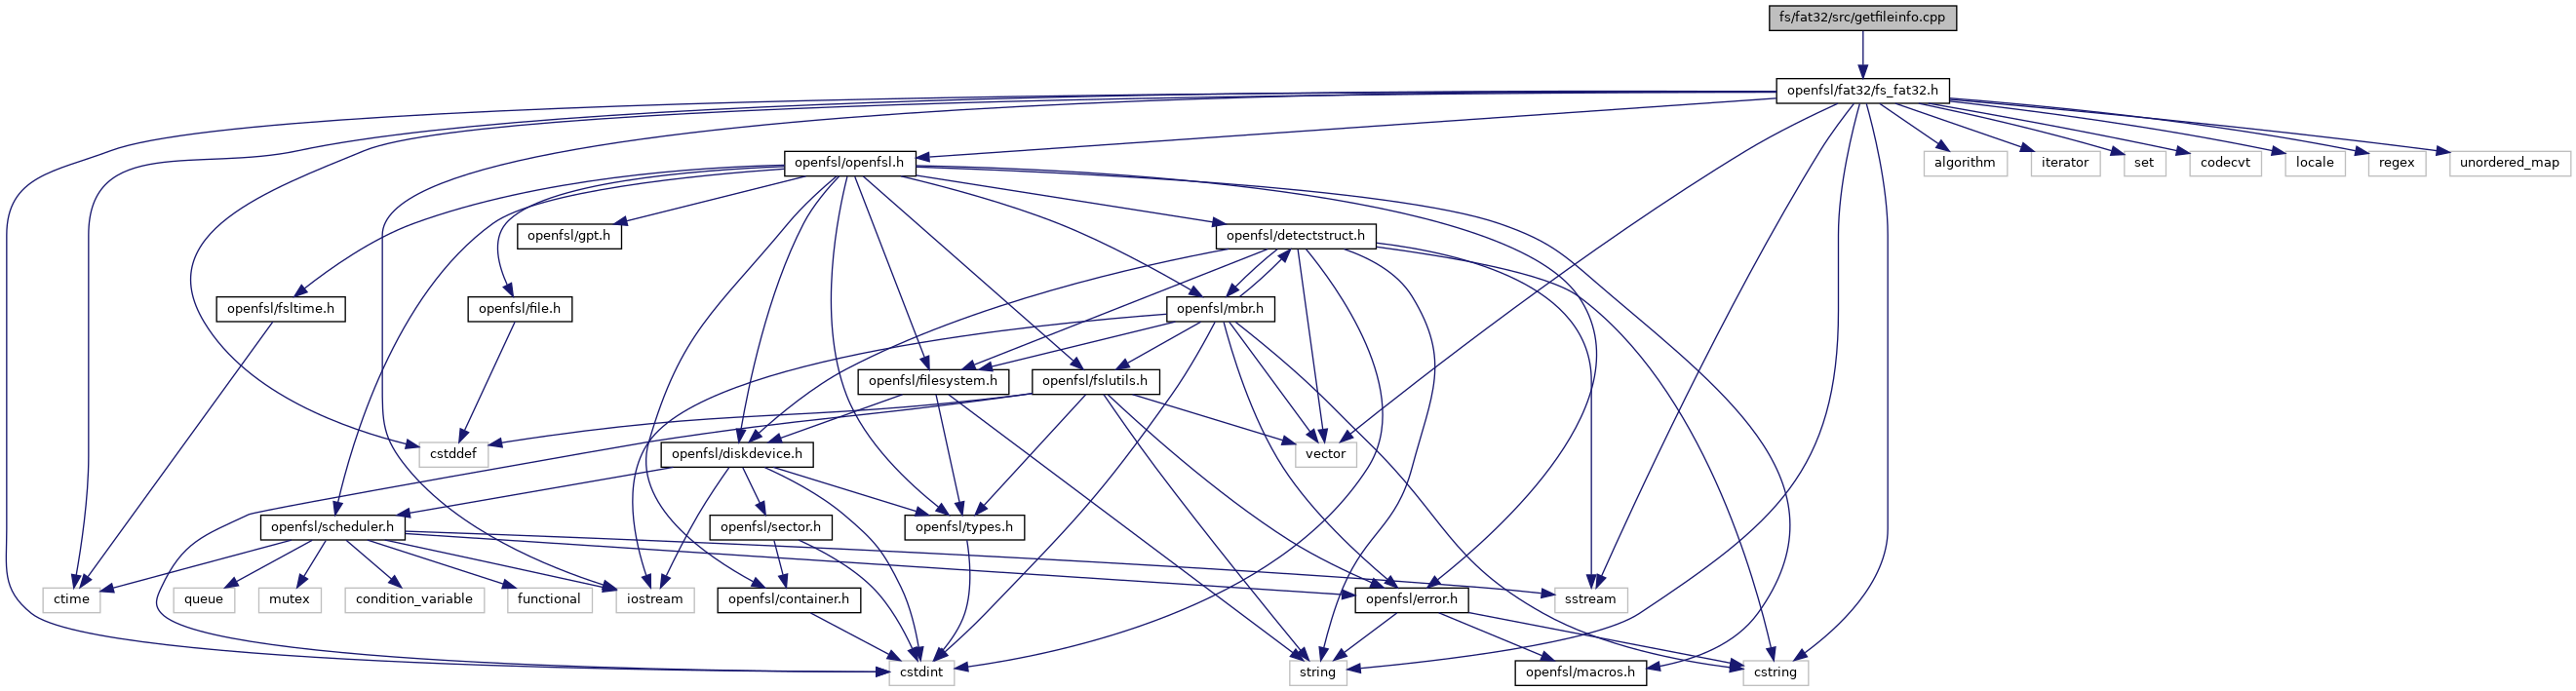 fs/fat32/src/getfileinfo.cpp
openfsl/fat32/fs_fat32.h
openfsl/openfsl.h
algorithm
iterator
set
codecvt
locale
regex
unordered_map
openfsl/gpt.h
openfsl/detectstruct.h
openfsl/fsltime.h
openfsl/file.h
openfsl/mbr.h
openfsl/filesystem.h
openfsl/fslutils.h
cstddef
openfsl/diskdevice.h
vector
openfsl/scheduler.h
openfsl/sector.h
openfsl/types.h
ctime
queue
mutex
condition_variable
functional
iostream
openfsl/container.h
openfsl/error.h
sstream
cstdint
string
openfsl/macros.h
cstring